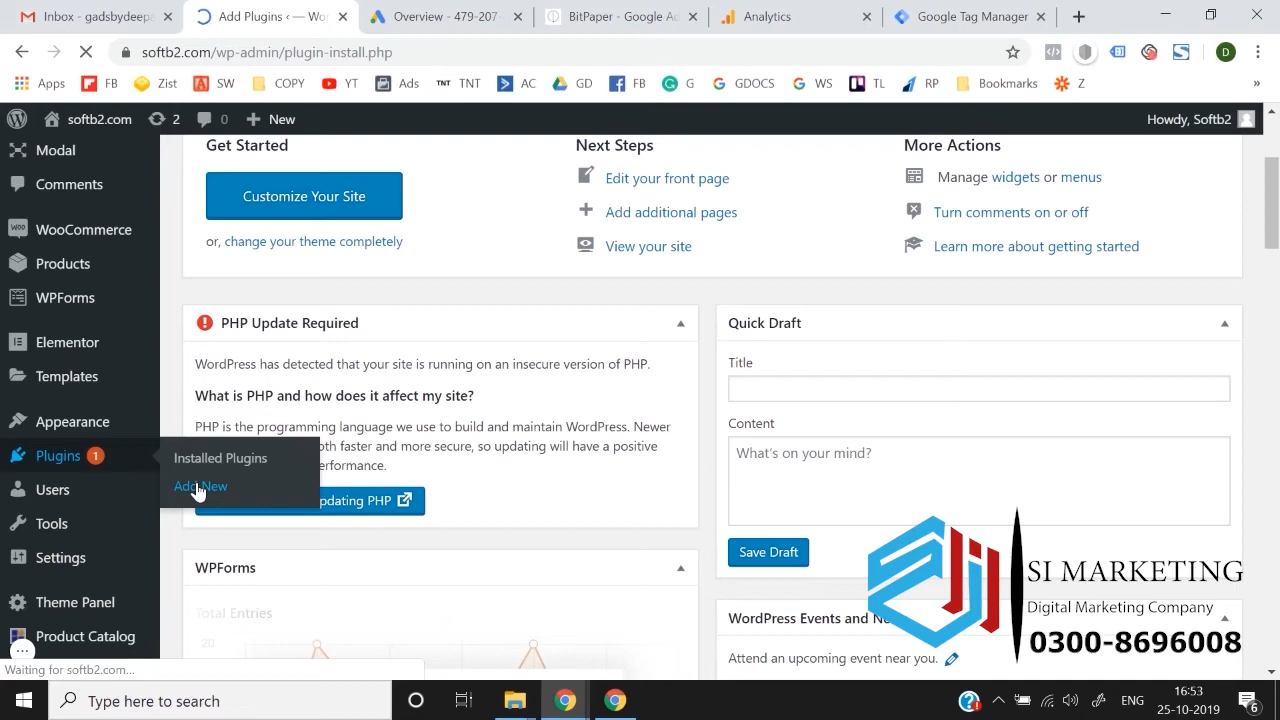 gadsbydeeps
Add Plugins ‹ — Wor
Overview - 479-207-
BitPaper - Google Ad
Analytics
Google Tag Manager
softb2.com/wp-admin/plugin-install.php
D
Apps
FB
Zist
SW
COPY
YT
Ads
TNT TNT
AC
GD
FB
G
GDOCS
WS
TL
RP
Bookmarks
Z
»
softb2.com
2
0
New
Howdy, Softb2
Modal
Comments
WooCommerce
Products
WPForms
Elementor
Templates
Appearance
Plugins 1
Installed Plugins
Add New
Users
Tools
Settings
Theme Panel
Product Catalog
Get Started
Customize Your Site
or, change your theme completely
Next Steps
Edit your front page
Add additional pages
View your site
More Actions
Manage widgets or menus
Turn comments on or off
Learn more about getting started
PHP Update Required
WordPress has detected that your site is running on an insecure version of PHP.
What is PHP and how does it affect my site?
PHP is the programming language we use to build and maintain WordPress. Newer
oth faster and more secure, so updating will have a positive
erformance.
pdating PHP
WPForms
Total Entries
20
Quick Draft
Title
Content
What's on your mind?
Save Draft
WordPress Events and N
Attend an upcoming event near you.
SI MARKETING
Digital Marketing Company
0300-8696008
Waiting for softb2.com...
Type here to search
ENG
16:53
25-10-2019
6